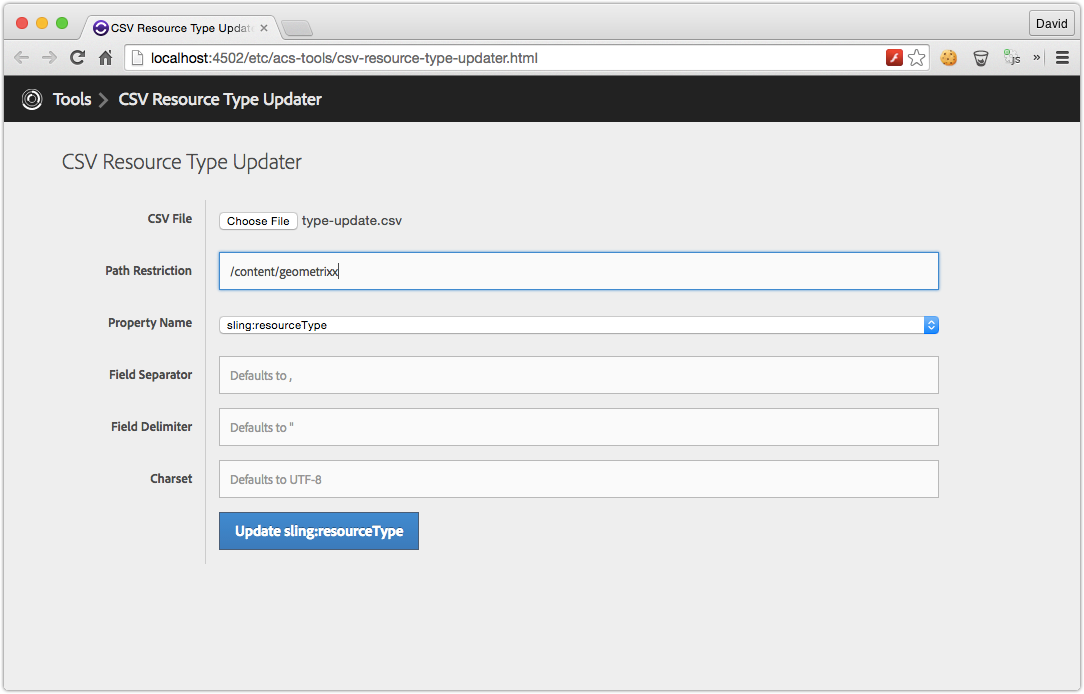 CSV Resource Type Updat
David
localhost:4502/etc/acs-tools/csv-resource-type-updater.html
js
»
Tools CSV Resource Type Updater
CSV Resource Type Updater
CSV File Choose File type-update.csv
Path Restriction /content/geometrixx
Property Name sling:resourceType
Field Separator Defaults to ,
Field Delimiter Defaults to "
Charset Defaults to UTF-8
Update sling:resourceType